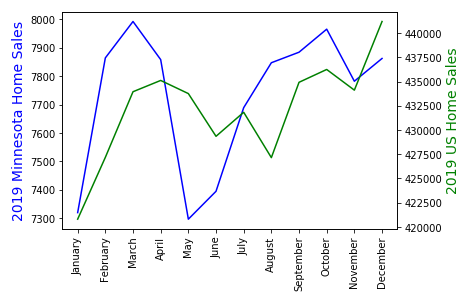 2019 Minnesota Home Sales
8000
7900
7800
7700
7600
7500
7400
7300
440000
437500
435000
432500
430000
427500
425000
422500
420000
2019 US Home Sales
January
February
March
April
May
June
July
August
September
October
November
December